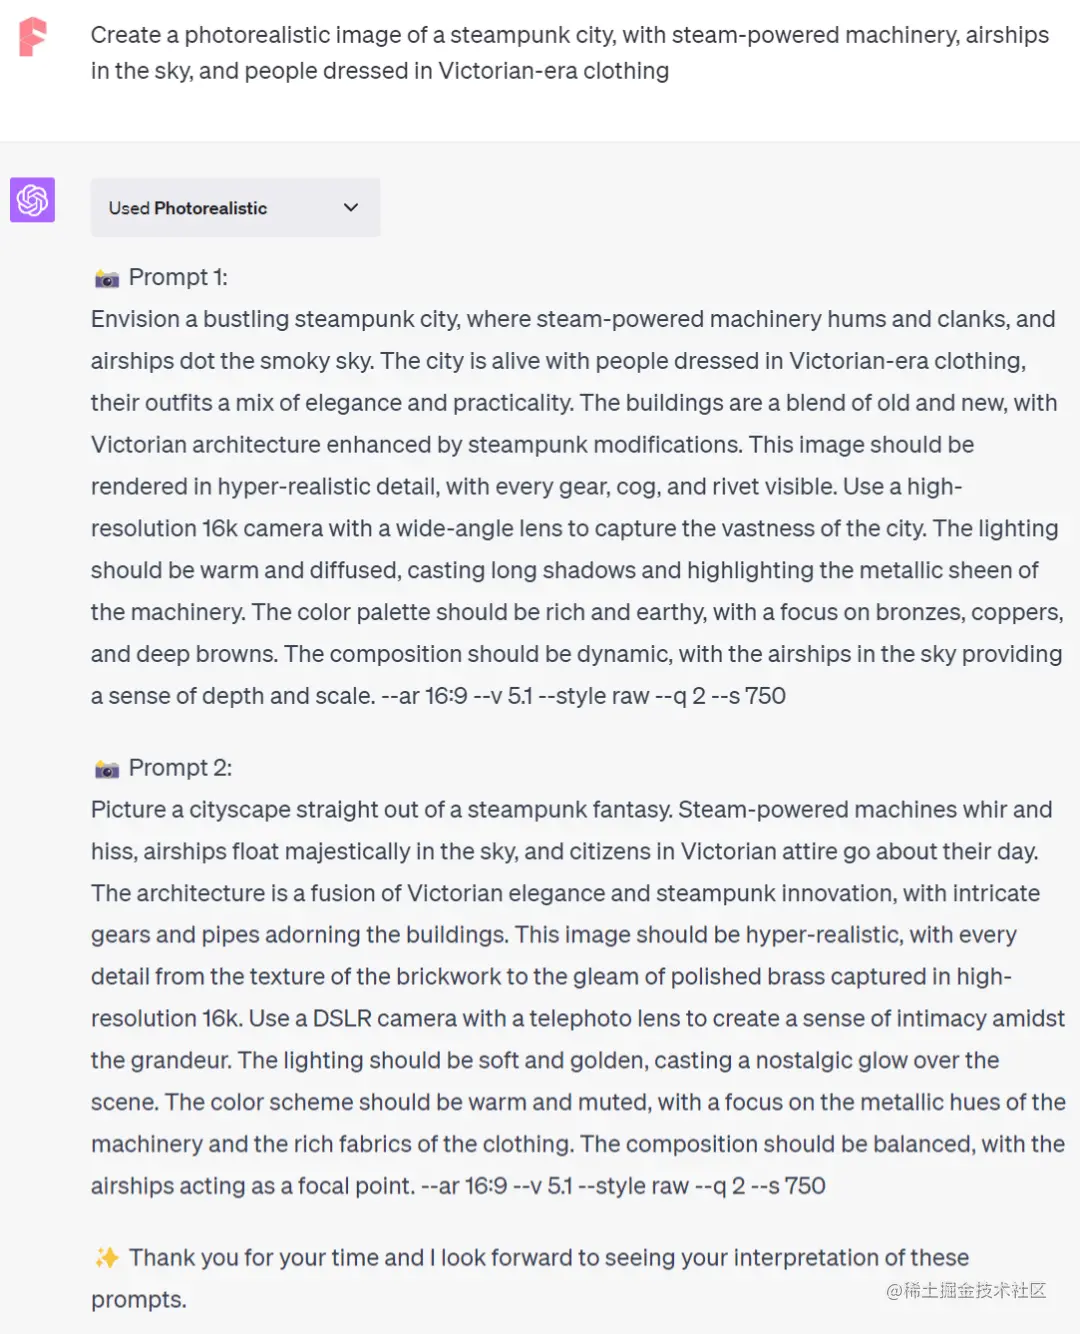 Create a photorealistic image of a steampunk city, with steam-powered machinery, airships
in the sky, and people dressed in Victorian-era clothing
Used Photorealistic
📸 Prompt 1:
Envision a bustling steampunk city, where steam-powered machinery hums and clanks, and
airships dot the smoky sky. The city is alive with people dressed in Victorian-era clothing,
their outfits a mix of elegance and practicality. The buildings are a blend of old and new, with
Victorian architecture enhanced by steampunk modifications. This image should be
rendered in hyper-realistic detail, with every gear, cog, and rivet visible. Use a high-
resolution 16k camera with a wide-angle lens to capture the vastness of the city. The lighting
should be warm and diffused, casting long shadows and highlighting the metallic sheen of
the machinery. The color palette should be rich and earthy, with a focus on bronzes, coppers,
and deep browns. The composition should be dynamic, with the airships in the sky providing
a sense of depth and scale. --ar 16:9 --v 5.1 --style raw --q 2 --s 750
📸 Prompt 2:
Picture a cityscape straight out of a steampunk fantasy. Steam-powered machines whir and
hiss, airships float majestically in the sky, and citizens in Victorian attire go about their day.
The architecture is a fusion of Victorian elegance and steampunk innovation, with intricate
gears and pipes adorning the buildings. This image should be hyper-realistic, with every
detail from the texture of the brickwork to the gleam of polished brass captured in high-
resolution 16k. Use a DSLR camera with a telephoto lens to create a sense of intimacy amidst
the grandeur. The lighting should be soft and golden, casting a nostalgic glow over the
scene. The color scheme should be warm and muted, with a focus on the metallic hues of the
machinery and the rich fabrics of the clothing. The composition should be balanced, with the
airships acting as a focal point. --ar 16:9 --v 5.1 --style raw --q 2 --s 750
✨ Thank you for your time and I look forward to seeing your interpretation of these
prompts.
@稀土掘金技术社区